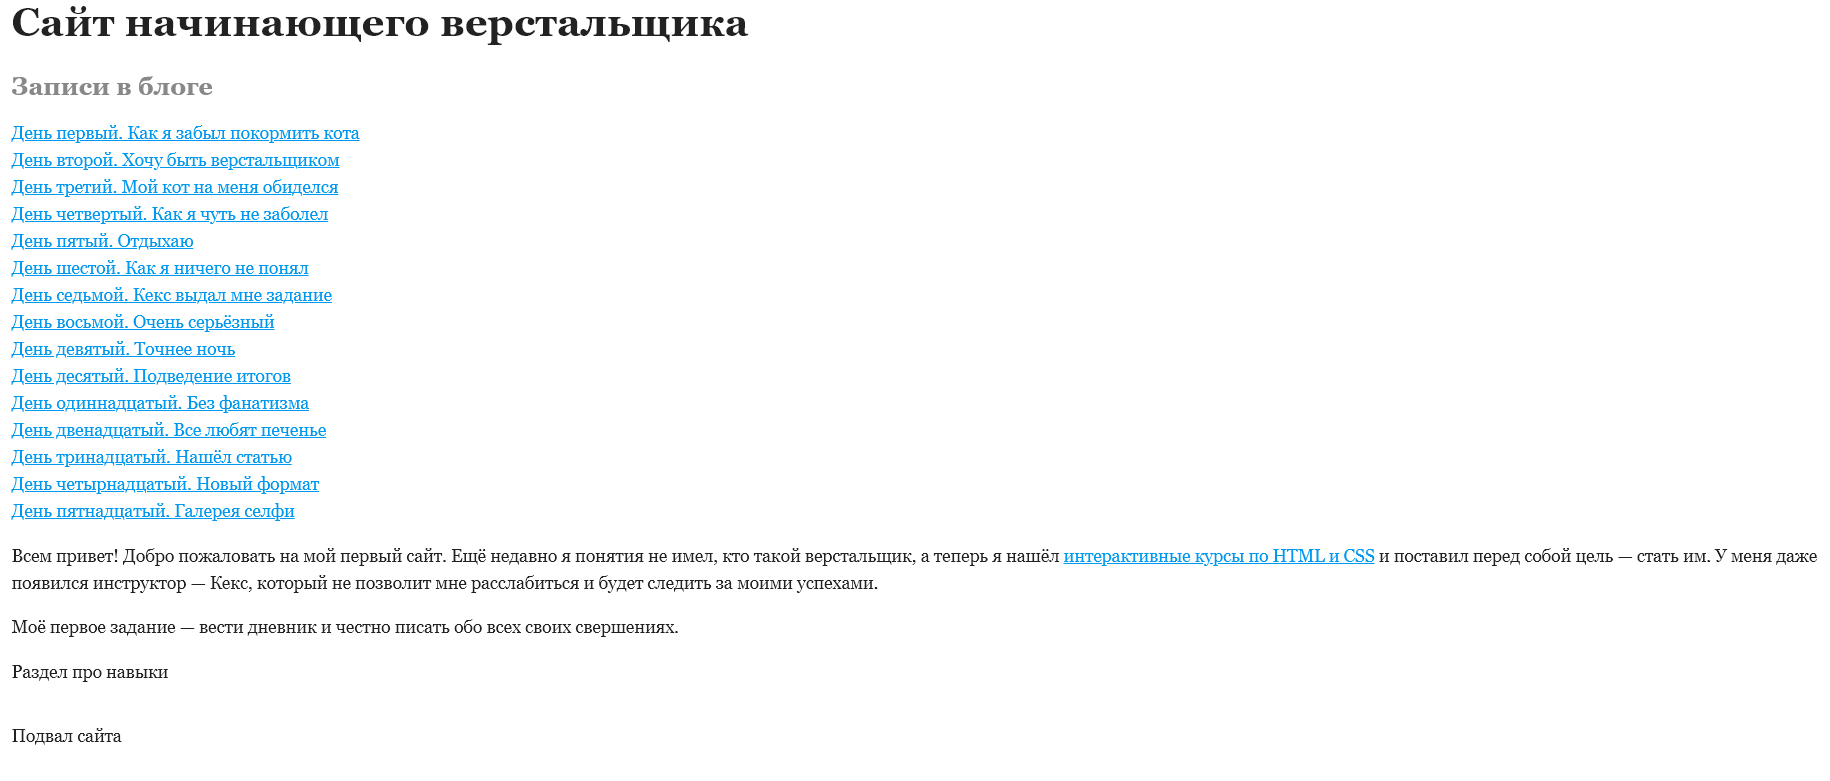 Сайт начинающего верстальщика
Записи в блоге
День первый. Как я забыл покормить кота
День второй. Хочу быть верстальщиком
День третий. Мой кот на меня обиделся
День четвертый. Как я чуть не заболел
День пятый. Отдыхаю
День шестой. Как я ничего не понял
День седьмой. Кекс выдал мне задание
День восьмой. Очень серьёзный
День девятый. Точнее ночь
День десятый. Подведение итогов
День одиннадцатый. Без фанатизма
День двенадцатый. Все любят печенье
День тринадцатый. Нашёл статью
День четырнадцатый. Новый формат
День пятнадцатый. Галерея селфи
Всем привет! Добро пожаловать на мой первый сайт. Ещё недавно я понятия не имел, кто такой верстальщик, а теперь я нашёл интерактивные курсы по HTML и CSS и поставил перед собой цель — стать им. У меня даже
появился инструктор — Кекс, который не позволит мне расслабиться и будет следить за моими успехами.
Моё первое задание — вести дневник и честно писать обо всех своих свершениях.
Раздел про навыки
Подвал сайта